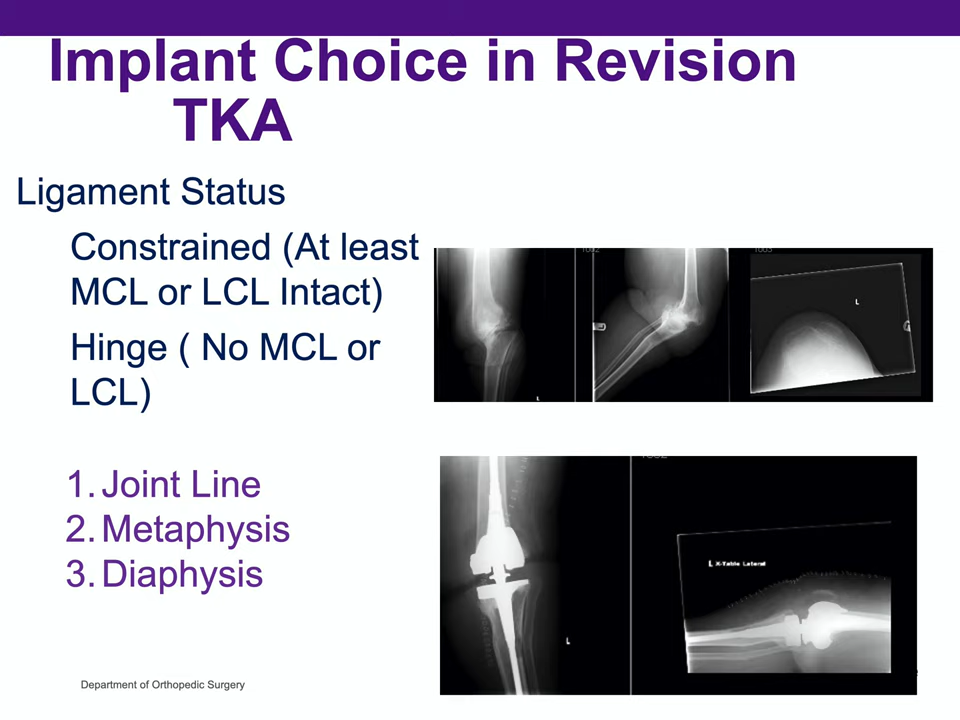 Implant Choice in Revision
TKA
Ligament Status
Constrained (At least
MCL or LCL Intact)
Hinge ( No MCL or
LCL)
1. Joint Line
2. Metaphysis
3. Diaphysis
L
L
L
L X-Table Lateral
Department of Orthopedic Surgery